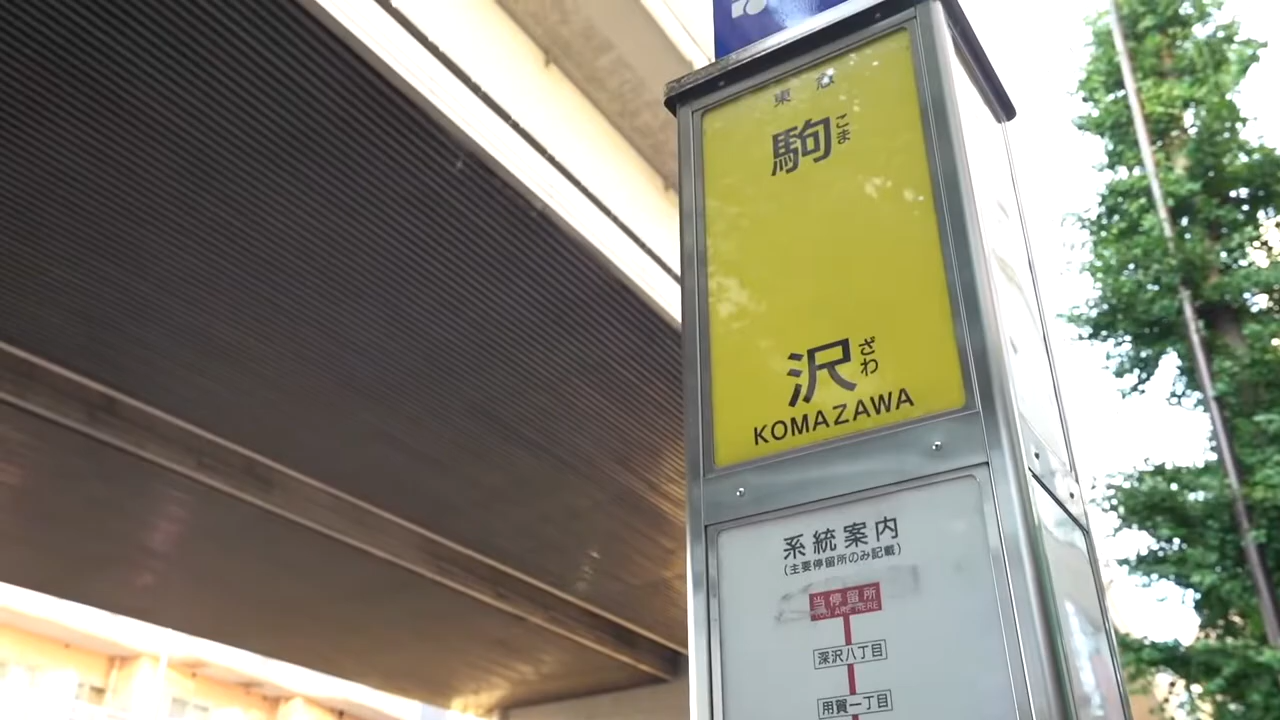 東急
駒
こま
沢
ざわ
KOMAZAWA
系統案内
(主要停留所のみ記載)
当停留所
YOU ARE HERE
深沢八丁目
用賀一丁目